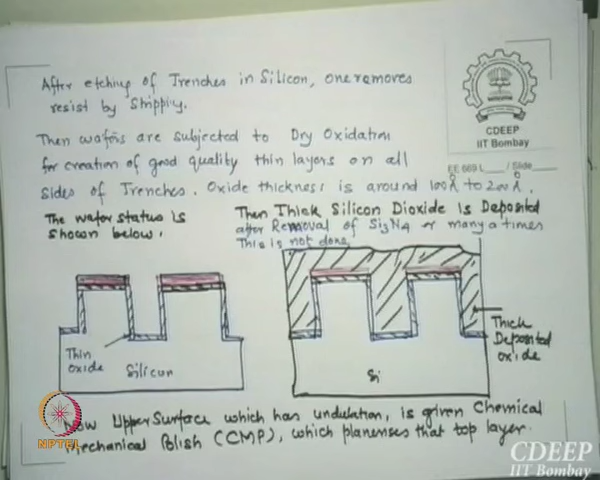 After etching of Trenches in Silicon, one removes
resist by Stripping.
Then wafers are subjected to Dry Oxidation
for creation of good quality thin layers on all
sides of Trenches. Oxide thickness is around 100Å to 200Å.
The wafer status is
shown below.
Then Thick Silicon Dioxide is Deposited
after Removal of Si3N4 or many a times
This is not done
Thin
oxide
Silicon
Si
Thick
Deposited
oxide
Now Upper Surface which has undulation, is given Chemical
Mechanical Polish (CMP), which planerises that top layer.
CDEEP
IIT Bombay
EE 669 L___/Slide___
NPTEL
CDEEP
IIT Bombay